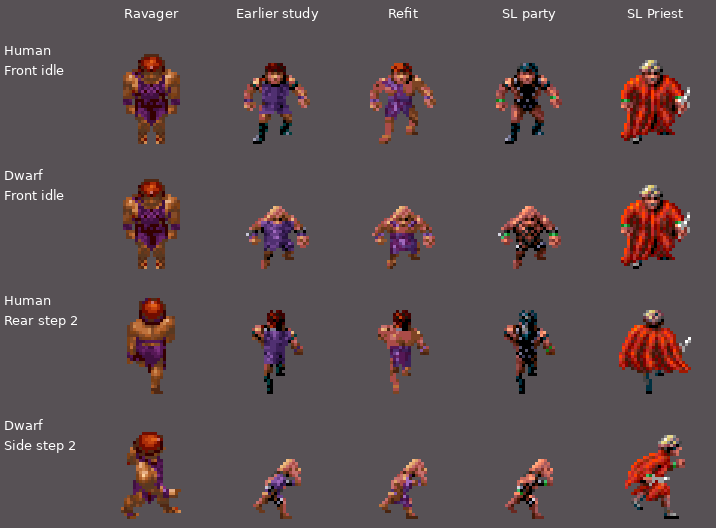 Ravager Earlier study Refit SL party SL Priest
Human
Front idle
Dwarf
Front idle
Human
Rear step 2
Dwarf
Side step 2